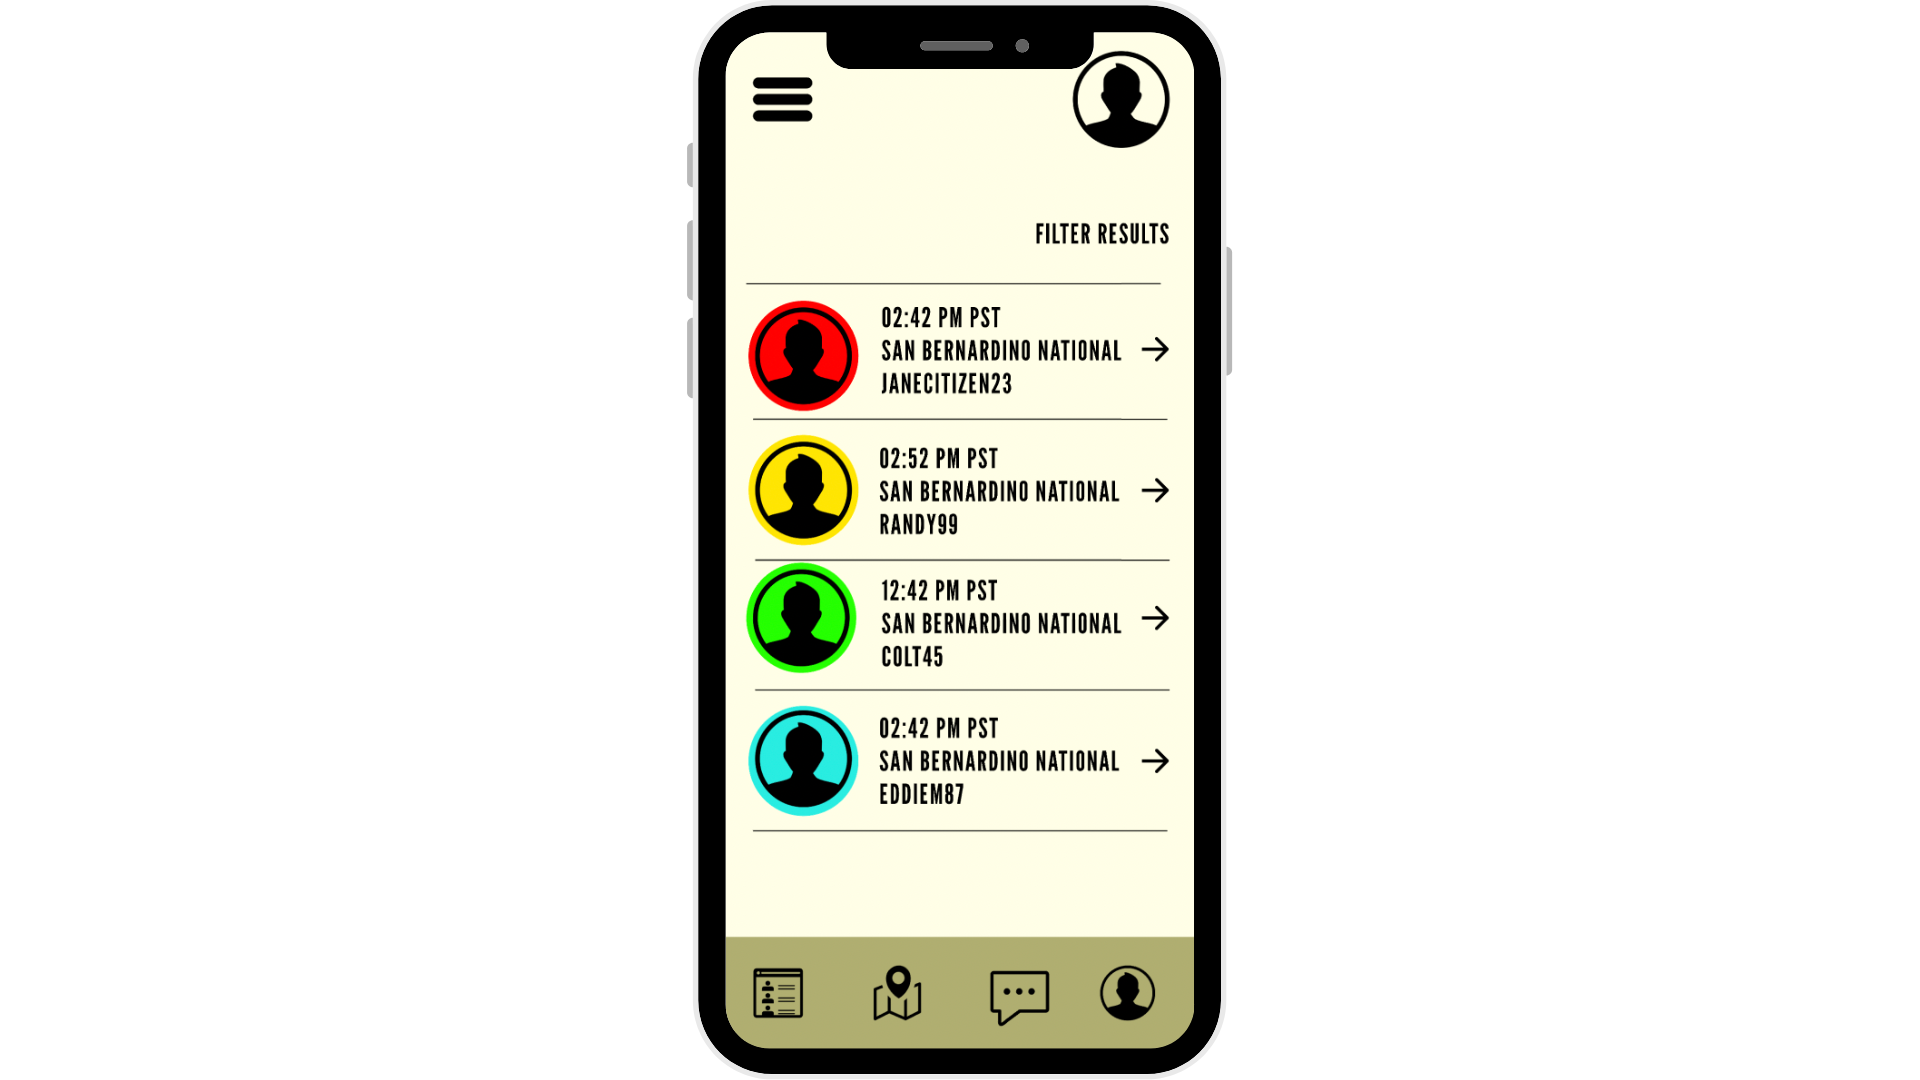 FILTER RESULTS
02:42 PM PST
SAN BERNARDINO NATIONAL
JANECITIZEN23
02:52 PM PST
SAN BERNARDINO NATIONAL
RANDY99
12:42 PM PST
SAN BERNARDINO NATIONAL
COLT45
02:42 PM PST
SAN BERNARDINO NATIONAL
EDDIEM87